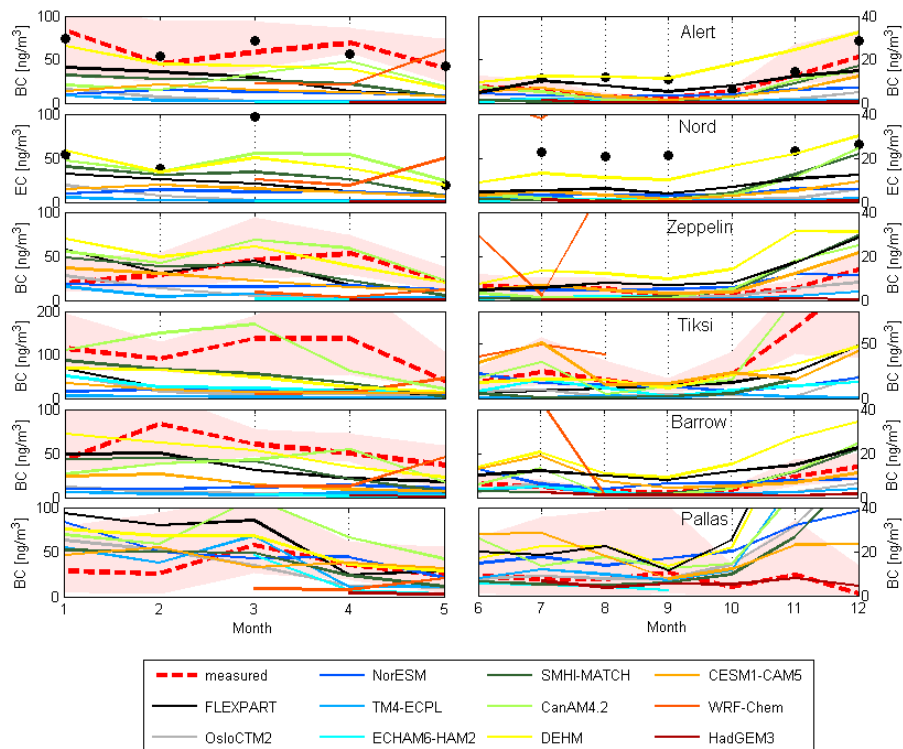 100 50 0
BC [ng/m³]
Alert
40 20 0
BC [ng/m³]
100 50 0
EC [ng/m³]
Nord
40 20 0
EC [ng/m³]
100 50 0
BC [ng/m³]
Zeppelin
40 20 0
BC [ng/m³]
200 100 0
BC [ng/m³]
Tiksi
50 0
BC [ng/m³]
100 50 0
BC [ng/m³]
Barrow
40 20 0
BC [ng/m³]
100 50 0
BC [ng/m³]
Pallas
40 20 0
BC [ng/m³]
1 2 3 4 5
6 7 8 9 10 11 12
Month
Month
measured NorESM SMHI-MATCH CESM1-CAM5
FLEXPART TM4-ECPL CanAM4.2 WRF-Chem
OsloCTM2 ECHAM6-HAM2 DEHM HadGEM3